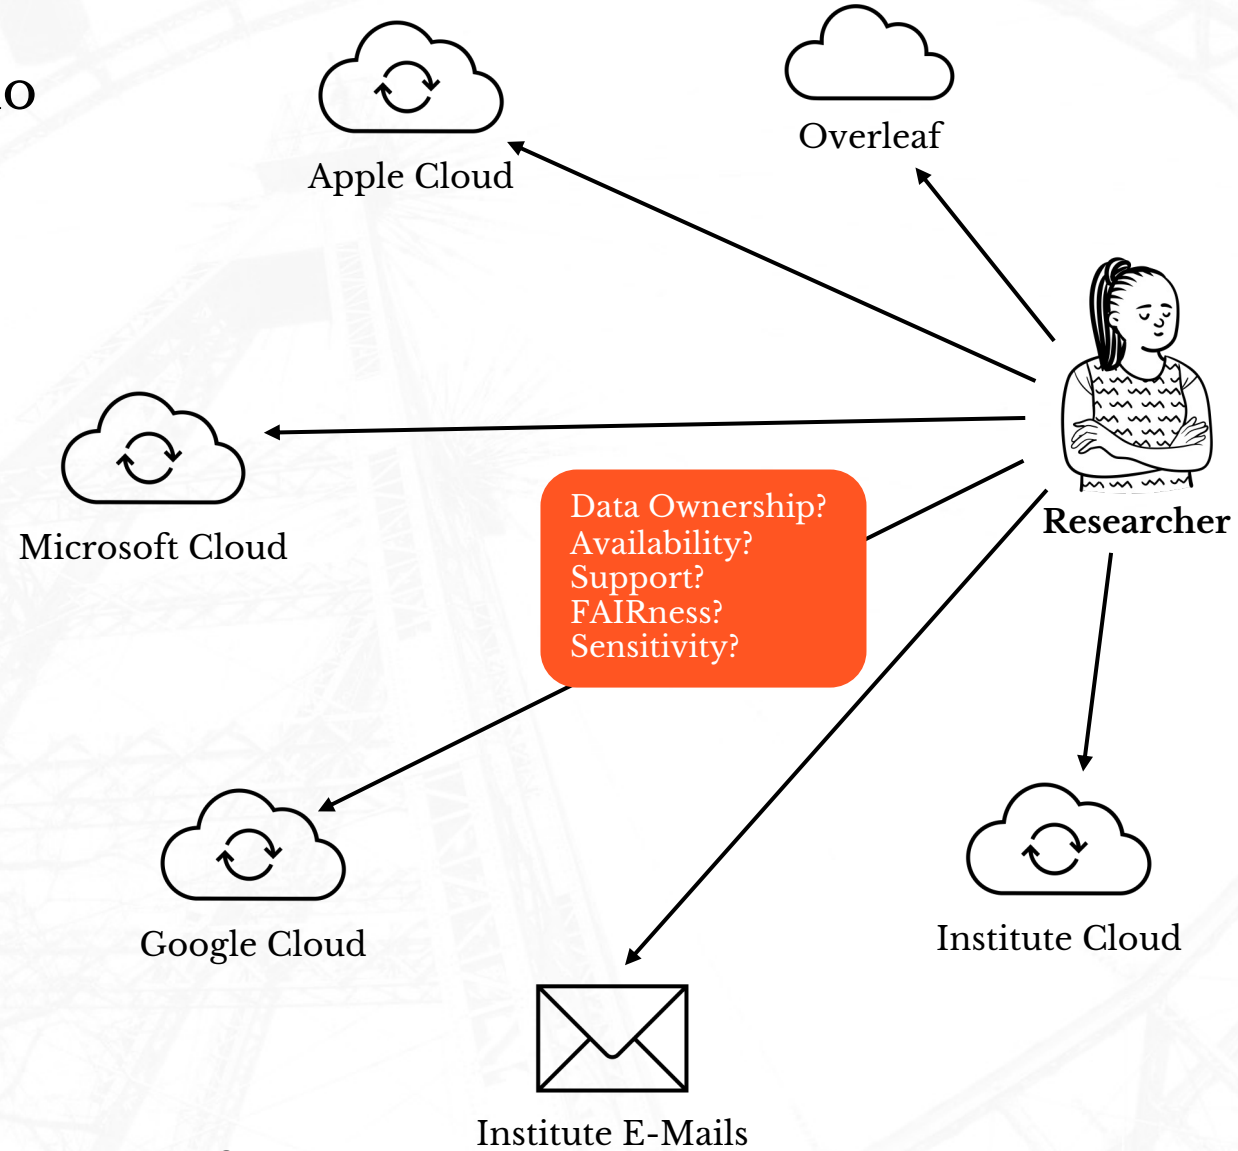 Overleaf
Apple Cloud
Researcher
Microsoft Cloud
Data Ownership?
Availability?
Support?
FAIRness?
Sensitivity?
Google Cloud
Institute Cloud
Institute E-Mails